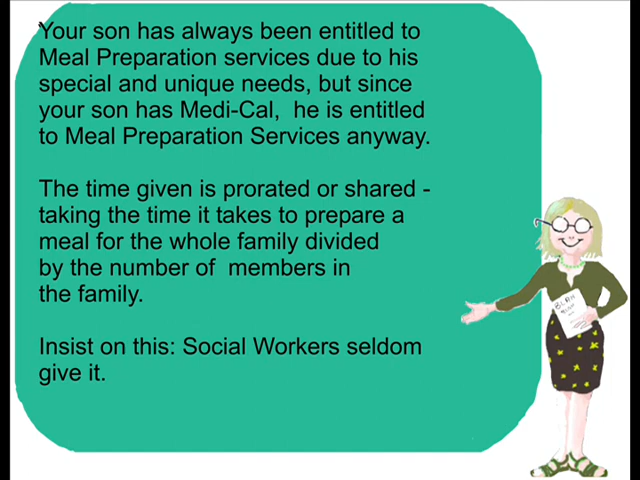 Your son has always been entitled to
Meal Preparation services due to his
special and unique needs, but since
your son has Medi-Cal, he is entitled
to Meal Preparation Services anyway.
The time given is prorated or shared -
taking the time it takes to prepare a
meal for the whole family divided
by the number of members in
the family.
Insist on this: Social Workers seldom
give it.
BLAH